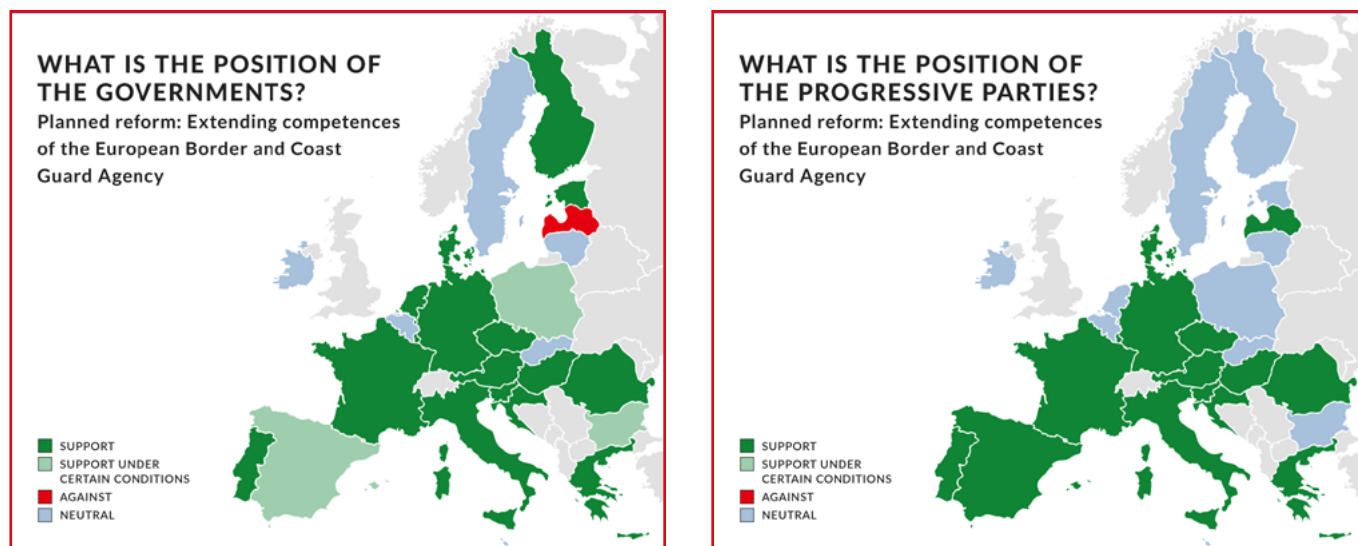 WHAT IS THE POSITION OF
THE GOVERNMENTS?
Planned reform: Extending competences
of the European Border and Coast
Guard Agency
SUPPORT
SUPPORT UNDER
CERTAIN CONDITIONS
AGAINST
NEUTRAL
WHAT IS THE POSITION OF
THE PROGRESSIVE PARTIES?
Planned reform: Extending competences
of the European Border and Coast
Guard Agency
SUPPORT
SUPPORT UNDER
CERTAIN CONDITIONS
AGAINST
NEUTRAL